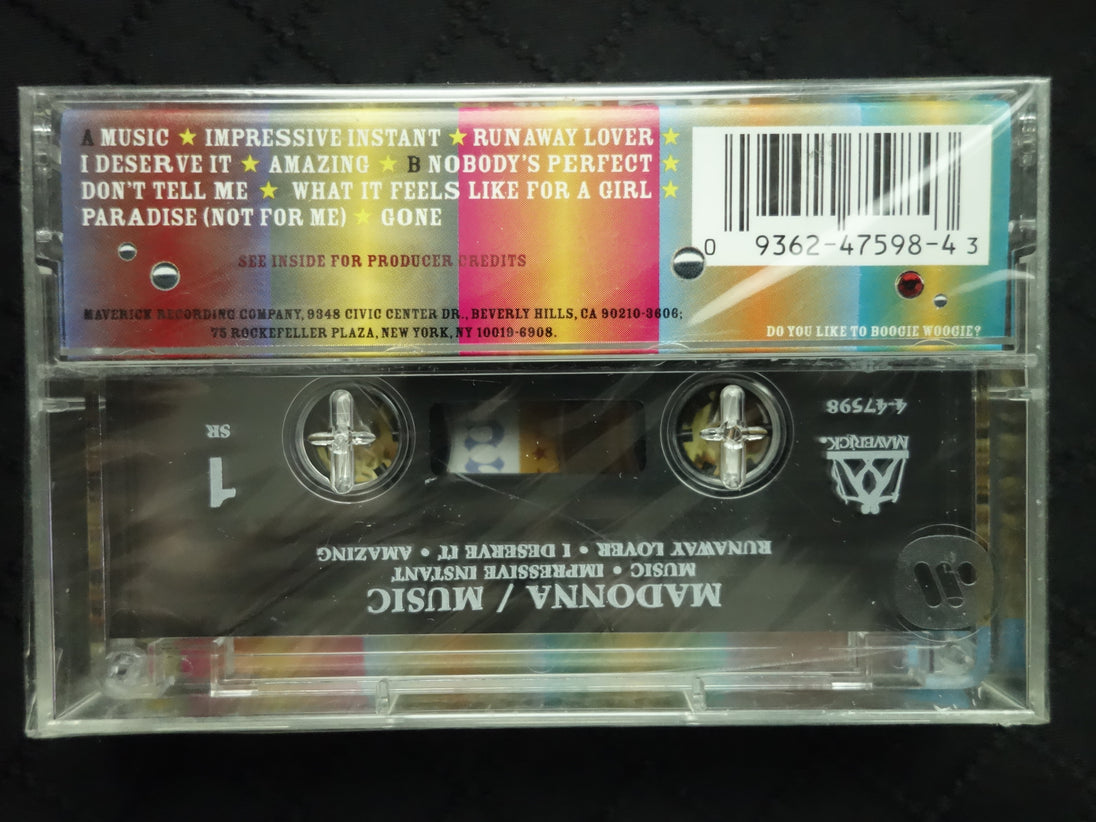 A MUSIC ★ IMPRESSIVE INSTANT ★ RUNAWAY LOVER ★
I DESERVE IT ★ AMAZING ★ B NOBODY'S PERFECT ★
DON'T TELL ME ★ WHAT IT FEELS LIKE FOR A GIRL ★
PARADISE (NOT FOR ME) ★ GONE
SEE INSIDE FOR PRODUCER CREDITS
MAVERICK RECORDING COMPANY, 9348 CIVIC CENTER DR., BEVERLY HILLS, CA 90210-3606;
75 ROCKEFELLER PLAZA, NEW YORK, NY 10019-6908.
0 9362-47598-4 3
DO YOU LIKE TO BOOGIE WOOGIE?
MADONNA / MUSIC
MUSIC • IMPRESSIVE INSTANT
RUNAWAY LOVER • I DESERVE IT • AMAZING
MAVERICK.
4-47598
1
SR